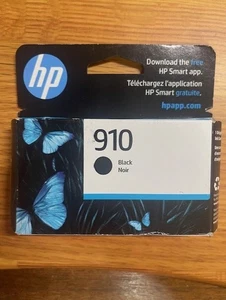 hp
Download the free
HP Smart app.
Téléchargez l'application
HP Smart gratuite.
hpapp.com
910
Black
Noir